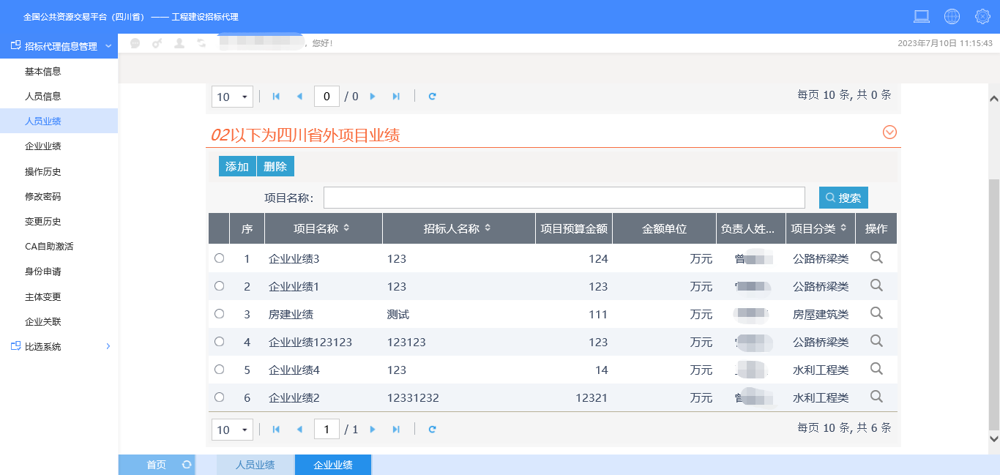 全国公共资源交易平台（四川省） —— 工程建设招标代理
招标代理信息管理
，您好！
2023年7月10日 11:15:43
基本信息
人员信息
人员业绩
企业业绩
操作历史
修改密码
变更历史
CA自助激活
身份申请
主体变更
企业关联
比选系统
10 0 / 0 每页 10 条, 共 0 条
02以下为四川省外项目业绩
添加 删除
项目名称： 搜索
序 项目名称 招标人名称 项目预算金额 金额单位 负责人姓... 项目分类 操作
1 企业业绩3 123 124 万元 曾 公路桥梁类
2 企业业绩1 123 123 万元 公路桥梁类
3 房建业绩 测试 111 万元 房屋建筑类
4 企业业绩123123 123123 123 万元 公路桥梁类
5 企业业绩4 123 14 万元 水利工程类
6 企业业绩2 12331232 12321 万元 曾 水利工程类
10 1 / 1 每页 10 条, 共 6 条
首页 人员业绩 企业业绩